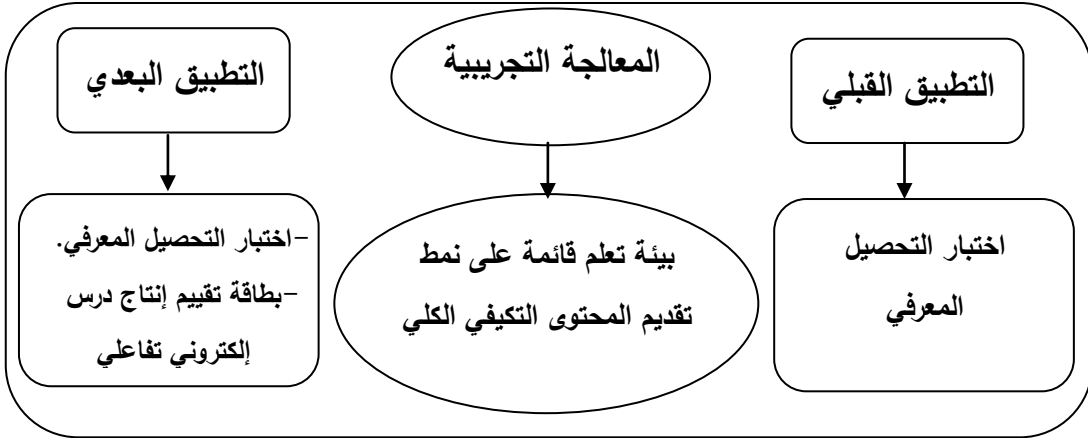 التطبيق القبلي
المعالجة التجريبية
التطبيق البعدي
اختبار التحصيل
المعرفي
بيئة تعلم قائمة على نمط
تقديم المحتوى التكيفي الكلي
-اختبار التحصيل المعرفي.
-بطاقة تقييم إنتاج درس
إلكتروني تفاعلي